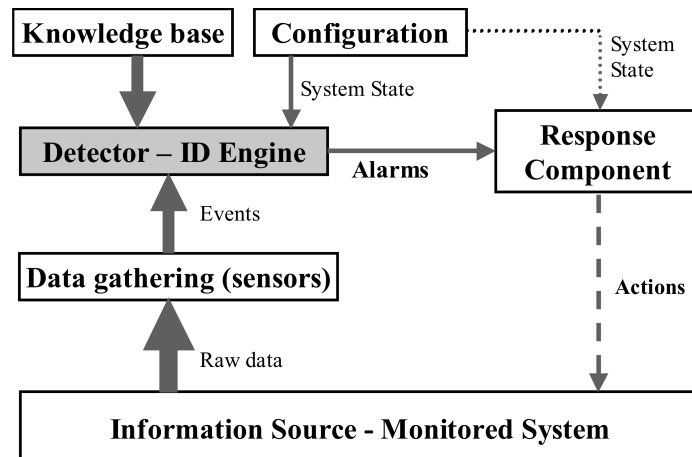 Knowledge base
Configuration
System
State
System State
Detector – ID Engine
Alarms
Response
Component
Events
Data gathering (sensors)
Actions
Raw data
Information Source - Monitored System